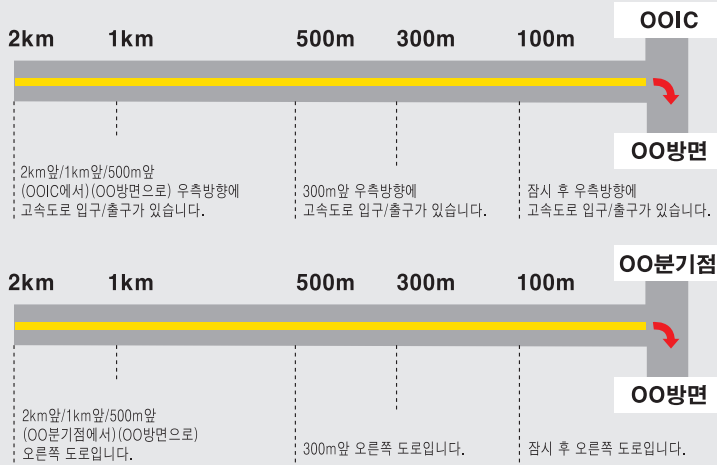 OOIC
2km 1km 500m 300m 100m
OO방면
2km앞/1km앞/500m앞
(OOIC에서)(OO방면으로) 우측방향에
고속도로 입구/출구가 있습니다.
300m앞 우측방향에
고속도로 입구/출구가 있습니다.
잠시 후 우측방향에
고속도로 입구/출구가 있습니다.
OO분기점
2km 1km 500m 300m 100m
OO방면
2km앞/1km앞/500m앞
(OO분기점에서)(OO방면으로)
오른쪽 도로입니다.
300m앞 오른쪽 도로입니다.
잠시 후 오른쪽 도로입니다.